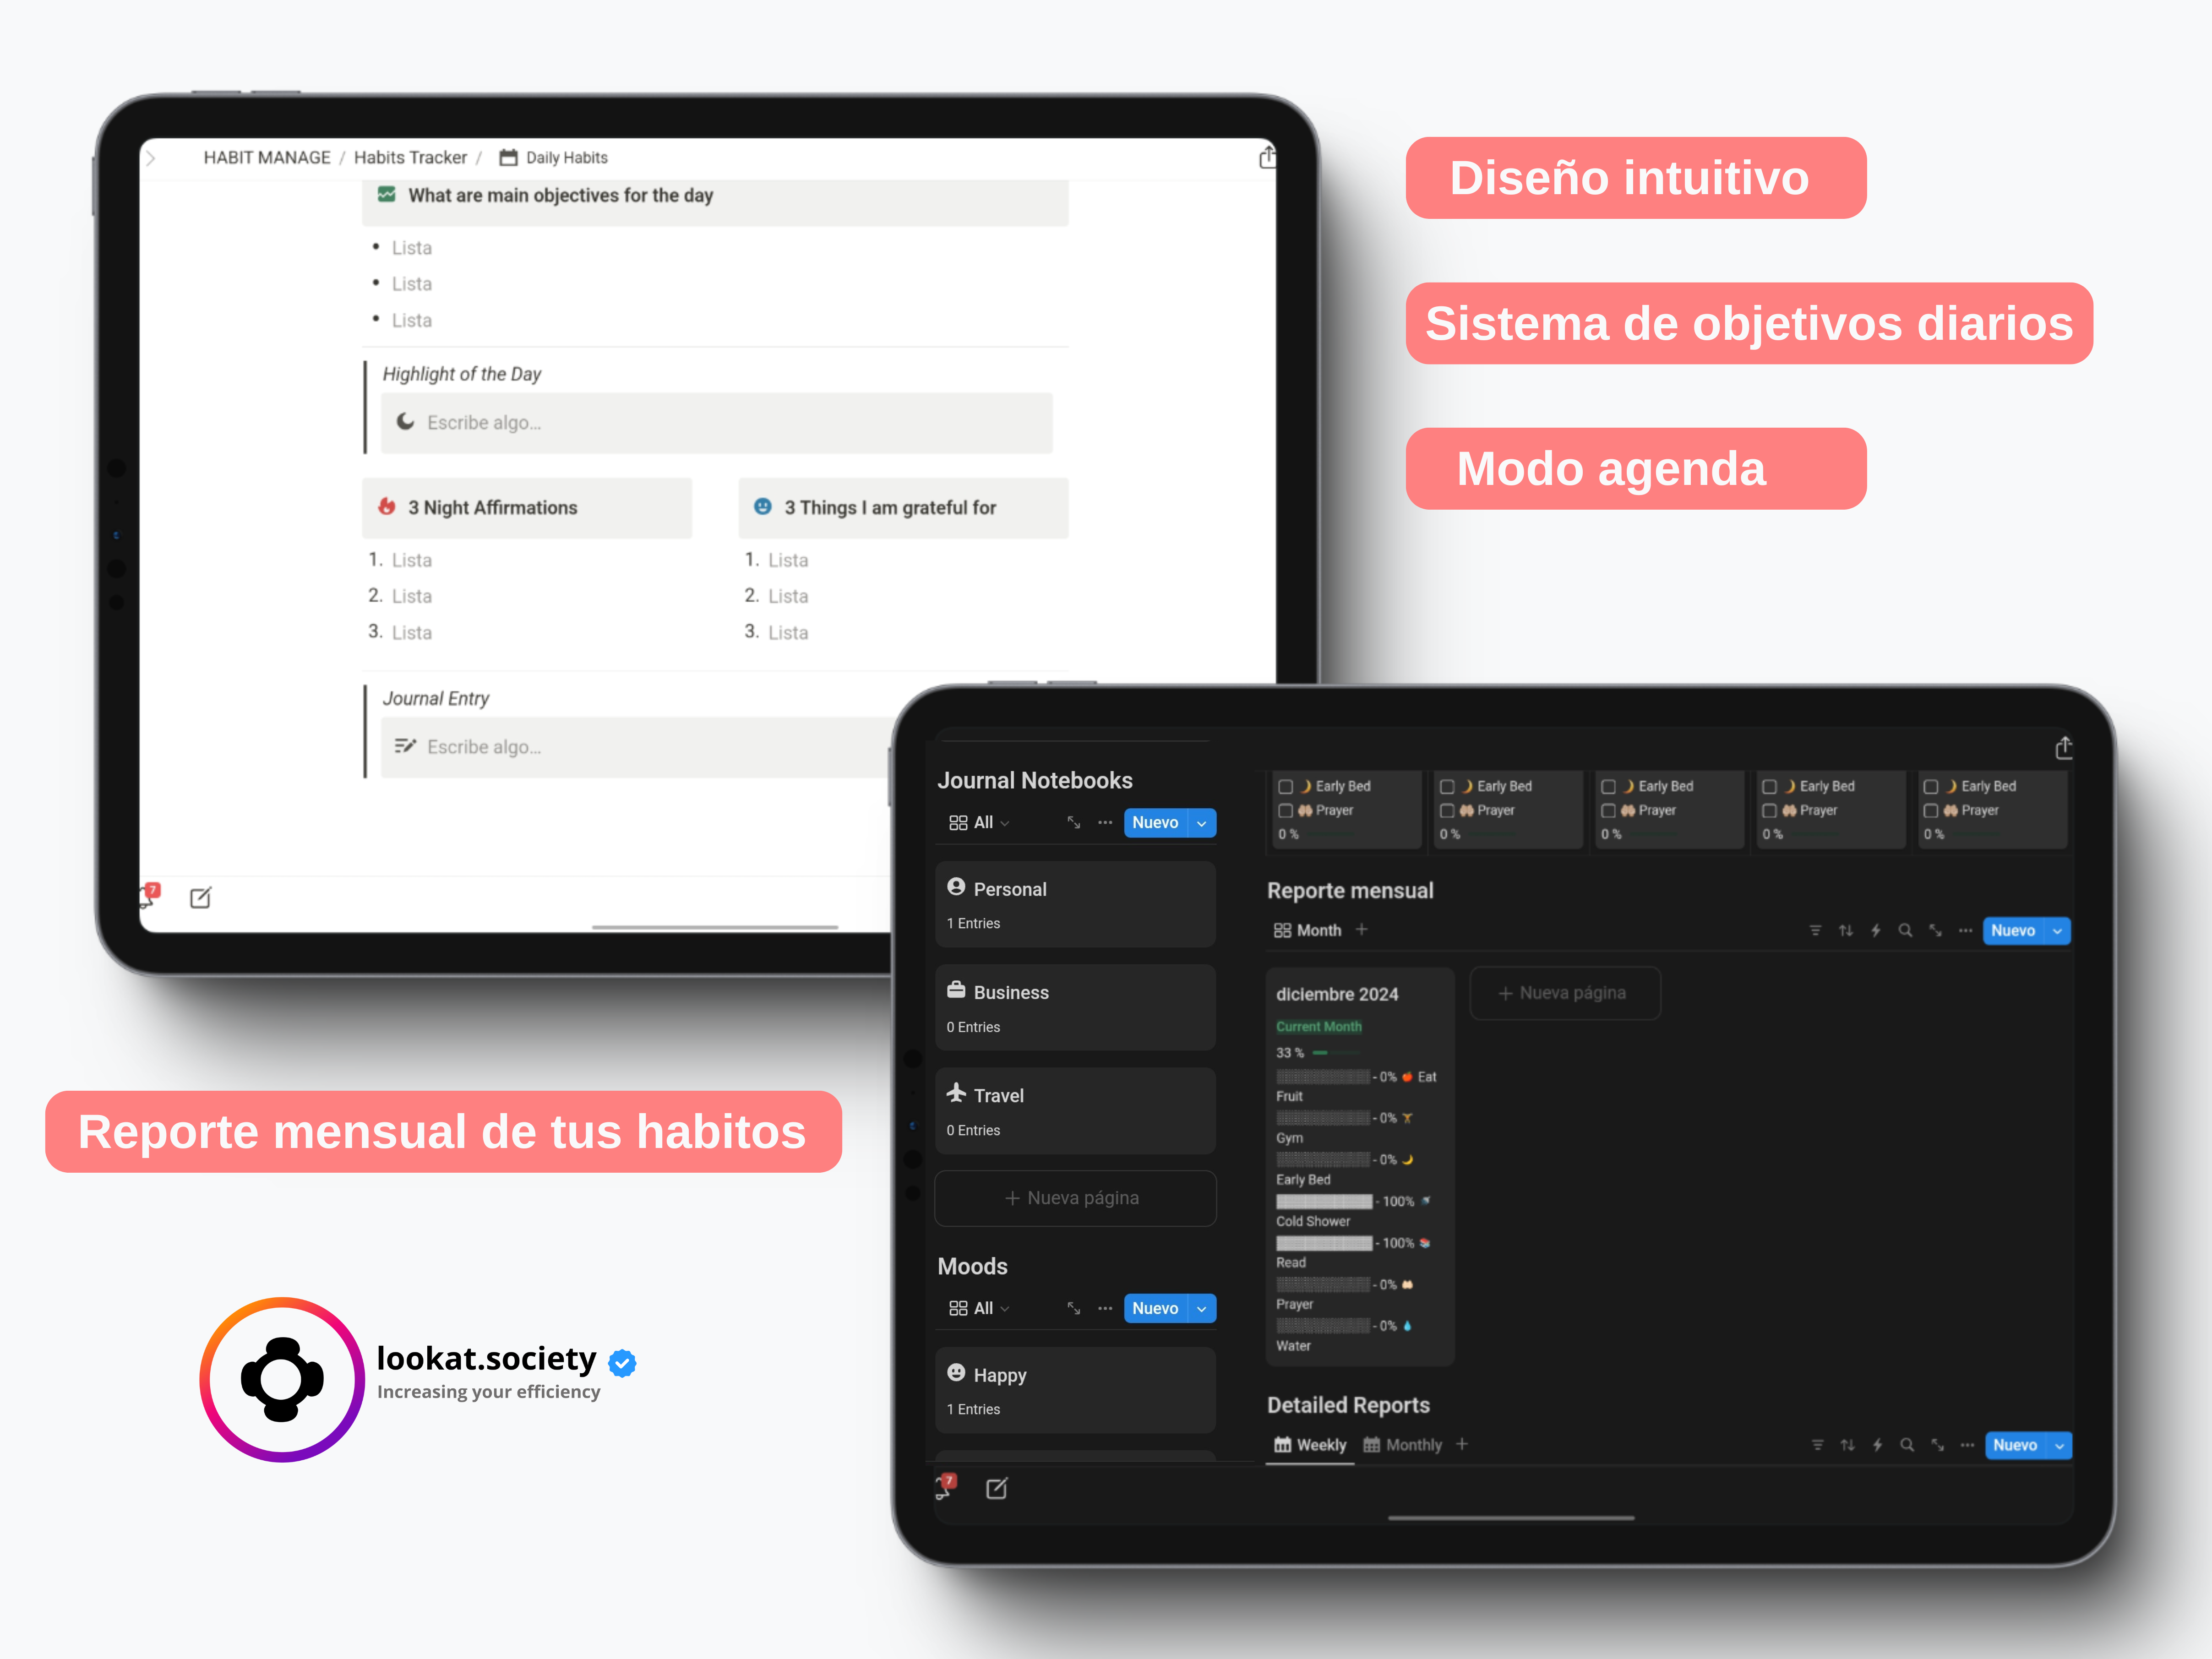 HABIT MANAGE / Habits Tracker / Daily Habits
What are main objectives for the day
• Lista
• Lista
• Lista
Highlight of the Day
Escribe algo...
3 Night Affirmations
1. Lista
2. Lista
3. Lista
3 Things I am grateful for
1. Lista
2. Lista
3. Lista
Journal Entry
Escribe algo...
7
Diseño intuitivo
Sistema de objetivos diarios
Modo agenda
Journal Notebooks
All
Nuevo
Personal
1 Entries
Business
0 Entries
Travel
0 Entries
+ Nueva página
Moods
All
Nuevo
Happy
1 Entries
7
Early Bed
Prayer
0 %
Early Bed
Prayer
0 %
Early Bed
Prayer
0 %
Early Bed
Prayer
0 %
Early Bed
Prayer
0 %
Reporte mensual
Month +
Nuevo
diciembre 2024
Current Month
33 %
- 0% 🍎 Eat
Fruit
- 0% 🏋
Gym
- 0% 🌙
Early Bed
- 100% 🚿
Cold Shower
- 100% 📚
Read
- 0% 🤲
Prayer
- 0% 💧
Water
+ Nueva página
Detailed Reports
Weekly Monthly +
Nuevo
Reporte mensual de tus habitos
lookat.society
Increasing your efficiency